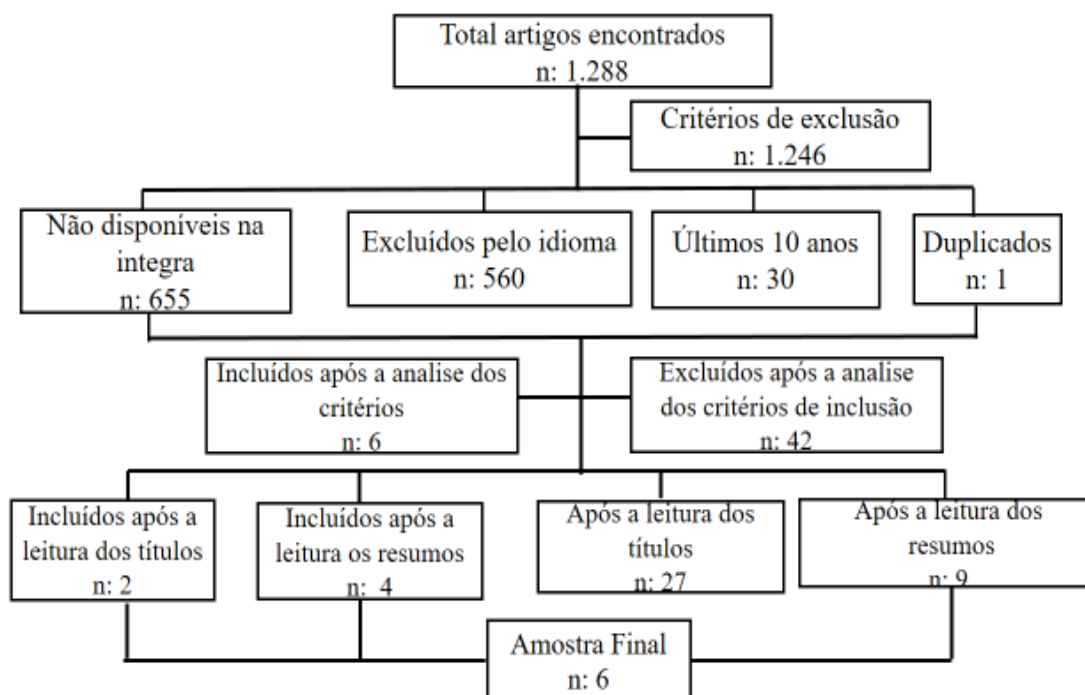 Total artigos encontrados
n: 1.288
Critérios de exclusão
n: 1.246
Não disponíveis na
integra
n: 655
Excluídos pelo idioma
n: 560
Últimos 10 anos
n: 30
Duplicados
n: 1
Incluídos após a analise dos
critérios
n: 6
Excluídos após a analise
dos critérios de inclusão
n: 42
Incluídos após a
leitura dos títulos
n: 2
Incluídos após a
leitura os resumos
n: 4
Após a leitura dos
títulos
n: 27
Após a leitura dos
resumos
n: 9
Amostra Final
n: 6